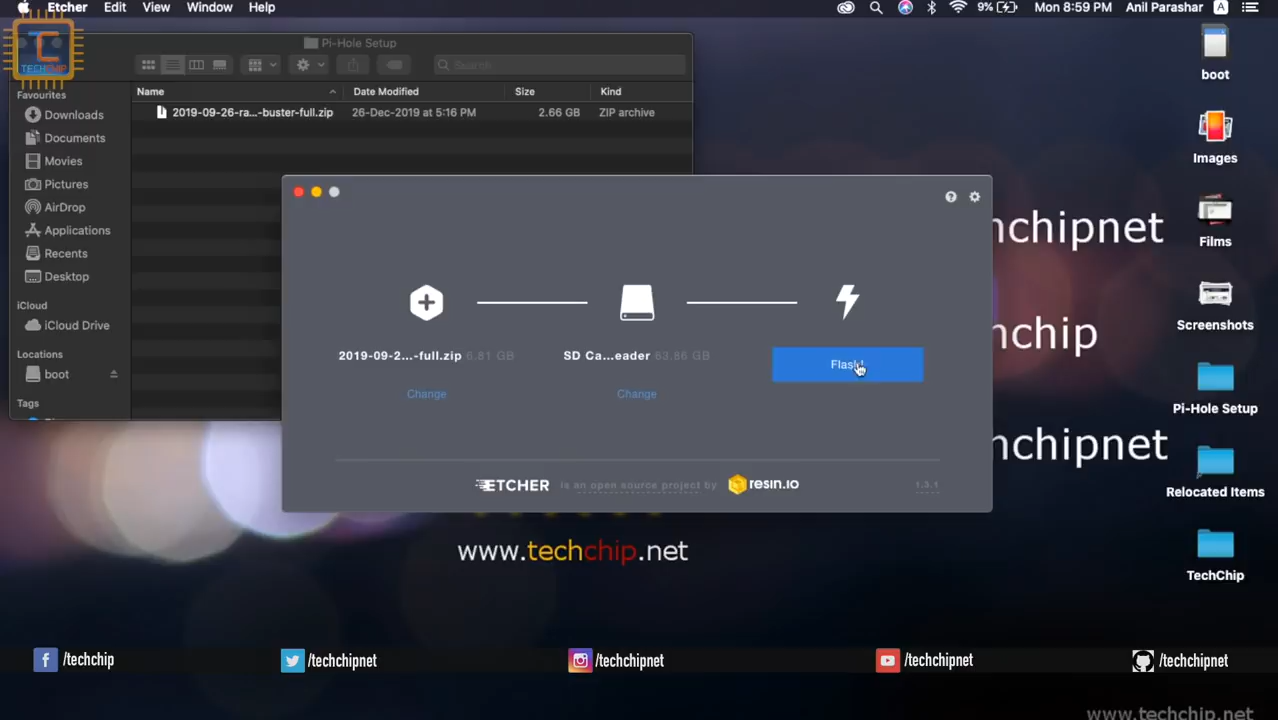 Etcher Edit View Window Help
9% Mon 8:59 PM Anil Parashar A
TC
TECHCHIP
Pi-Hole Setup
Search
Favourites
Downloads
Documents
Movies
Pictures
AirDrop
Applications
Recents
Desktop
iCloud
iCloud Drive
Locations
boot
Tags
Name Date Modified Size Kind
2019-09-26-ra...-buster-full.zip 26-Dec-2019 at 5:16 PM 2.66 GB ZIP archive
2019-09-2...-full.zip 6.81 GB
Change
SD Ca...eader 63.86 GB
Change
Flash!
ETCHER is an open source project by resin.io 1.3.1
boot
Images
Films
Screenshots
Pi-Hole Setup
Relocated Items
TechChip
chipnet
chip
chipnet
www.techchip.net
/techchip
/techchipnet
/techchipnet
/techchipnet
/techchipnet
www.techchip.net